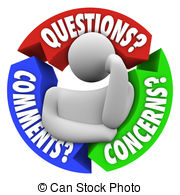 QUESTIONS?
COMMENTS?
CONCERNS?
© Can Stock Photo